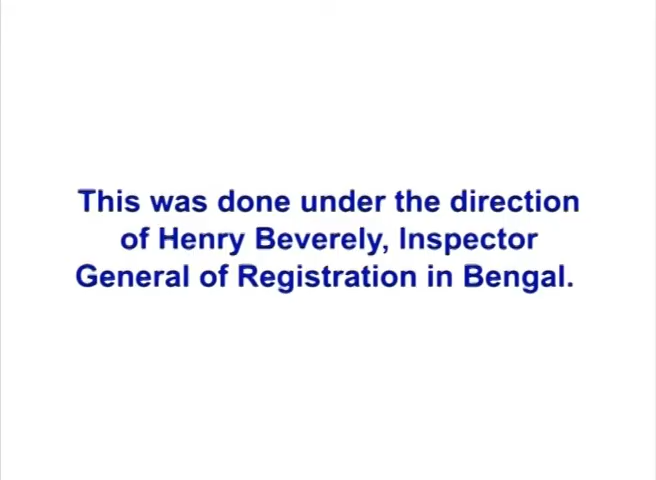 This was done under the direction
of Henry Beverely, Inspector
General of Registration in Bengal.